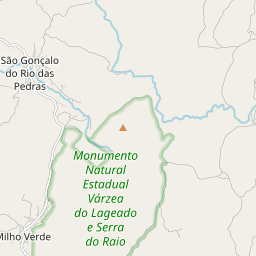 São Gonçalo
do Rio das
Pedras
Monumento
Natural
Estadual
Várzea
do Lageado
e Serra
do Raio
Milho Verde